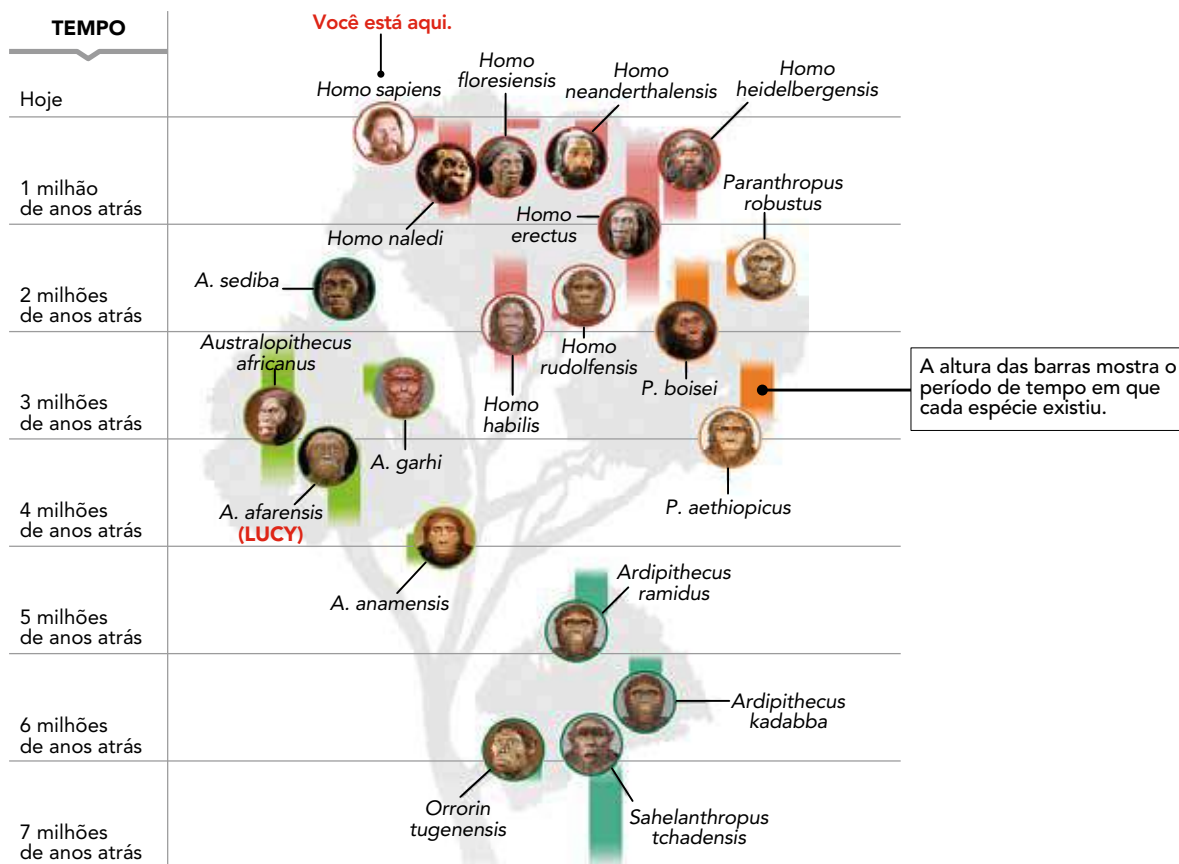 TEMPO
Você está aqui.
Hoje
Homo sapiens
Homo
floresiensis
Homo
neanderthalensis
Homo
heidelbergensis
1 milhão
de anos atrás
Paranthropus
robustus
Homo naledi
Homo
erectus
A. sediba
2 milhões
de anos atrás
Australopithecus
africanus
Homo
rudolfensis
P. boisei
A altura das barras mostra o
período de tempo em que
cada espécie existiu.
3 milhões
de anos atrás
Homo
habilis
A. garhi
P. aethiopicus
4 milhões
de anos atrás
A. afarensis
(LUCY)
A. anamensis
Ardipithecus
ramidus
5 milhões
de anos atrás
Ardipithecus
kadabba
6 milhões
de anos atrás
Orrorin
tugenensis
Sahelanthropus
tchadensis
7 milhões
de anos atrás